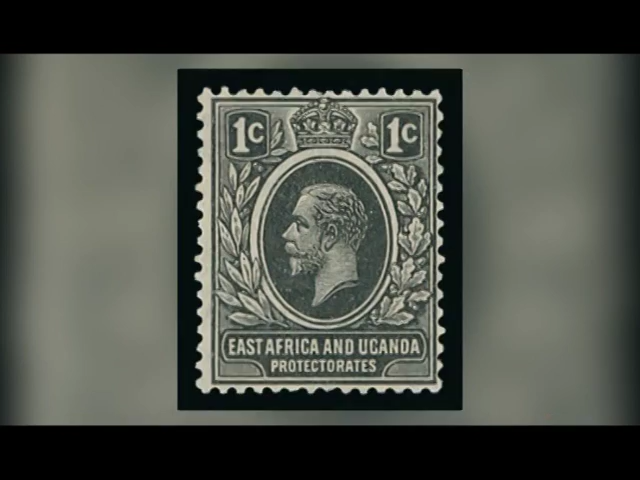 1C 1C
EAST AFRICA AND UGANDA
PROTECTORATES